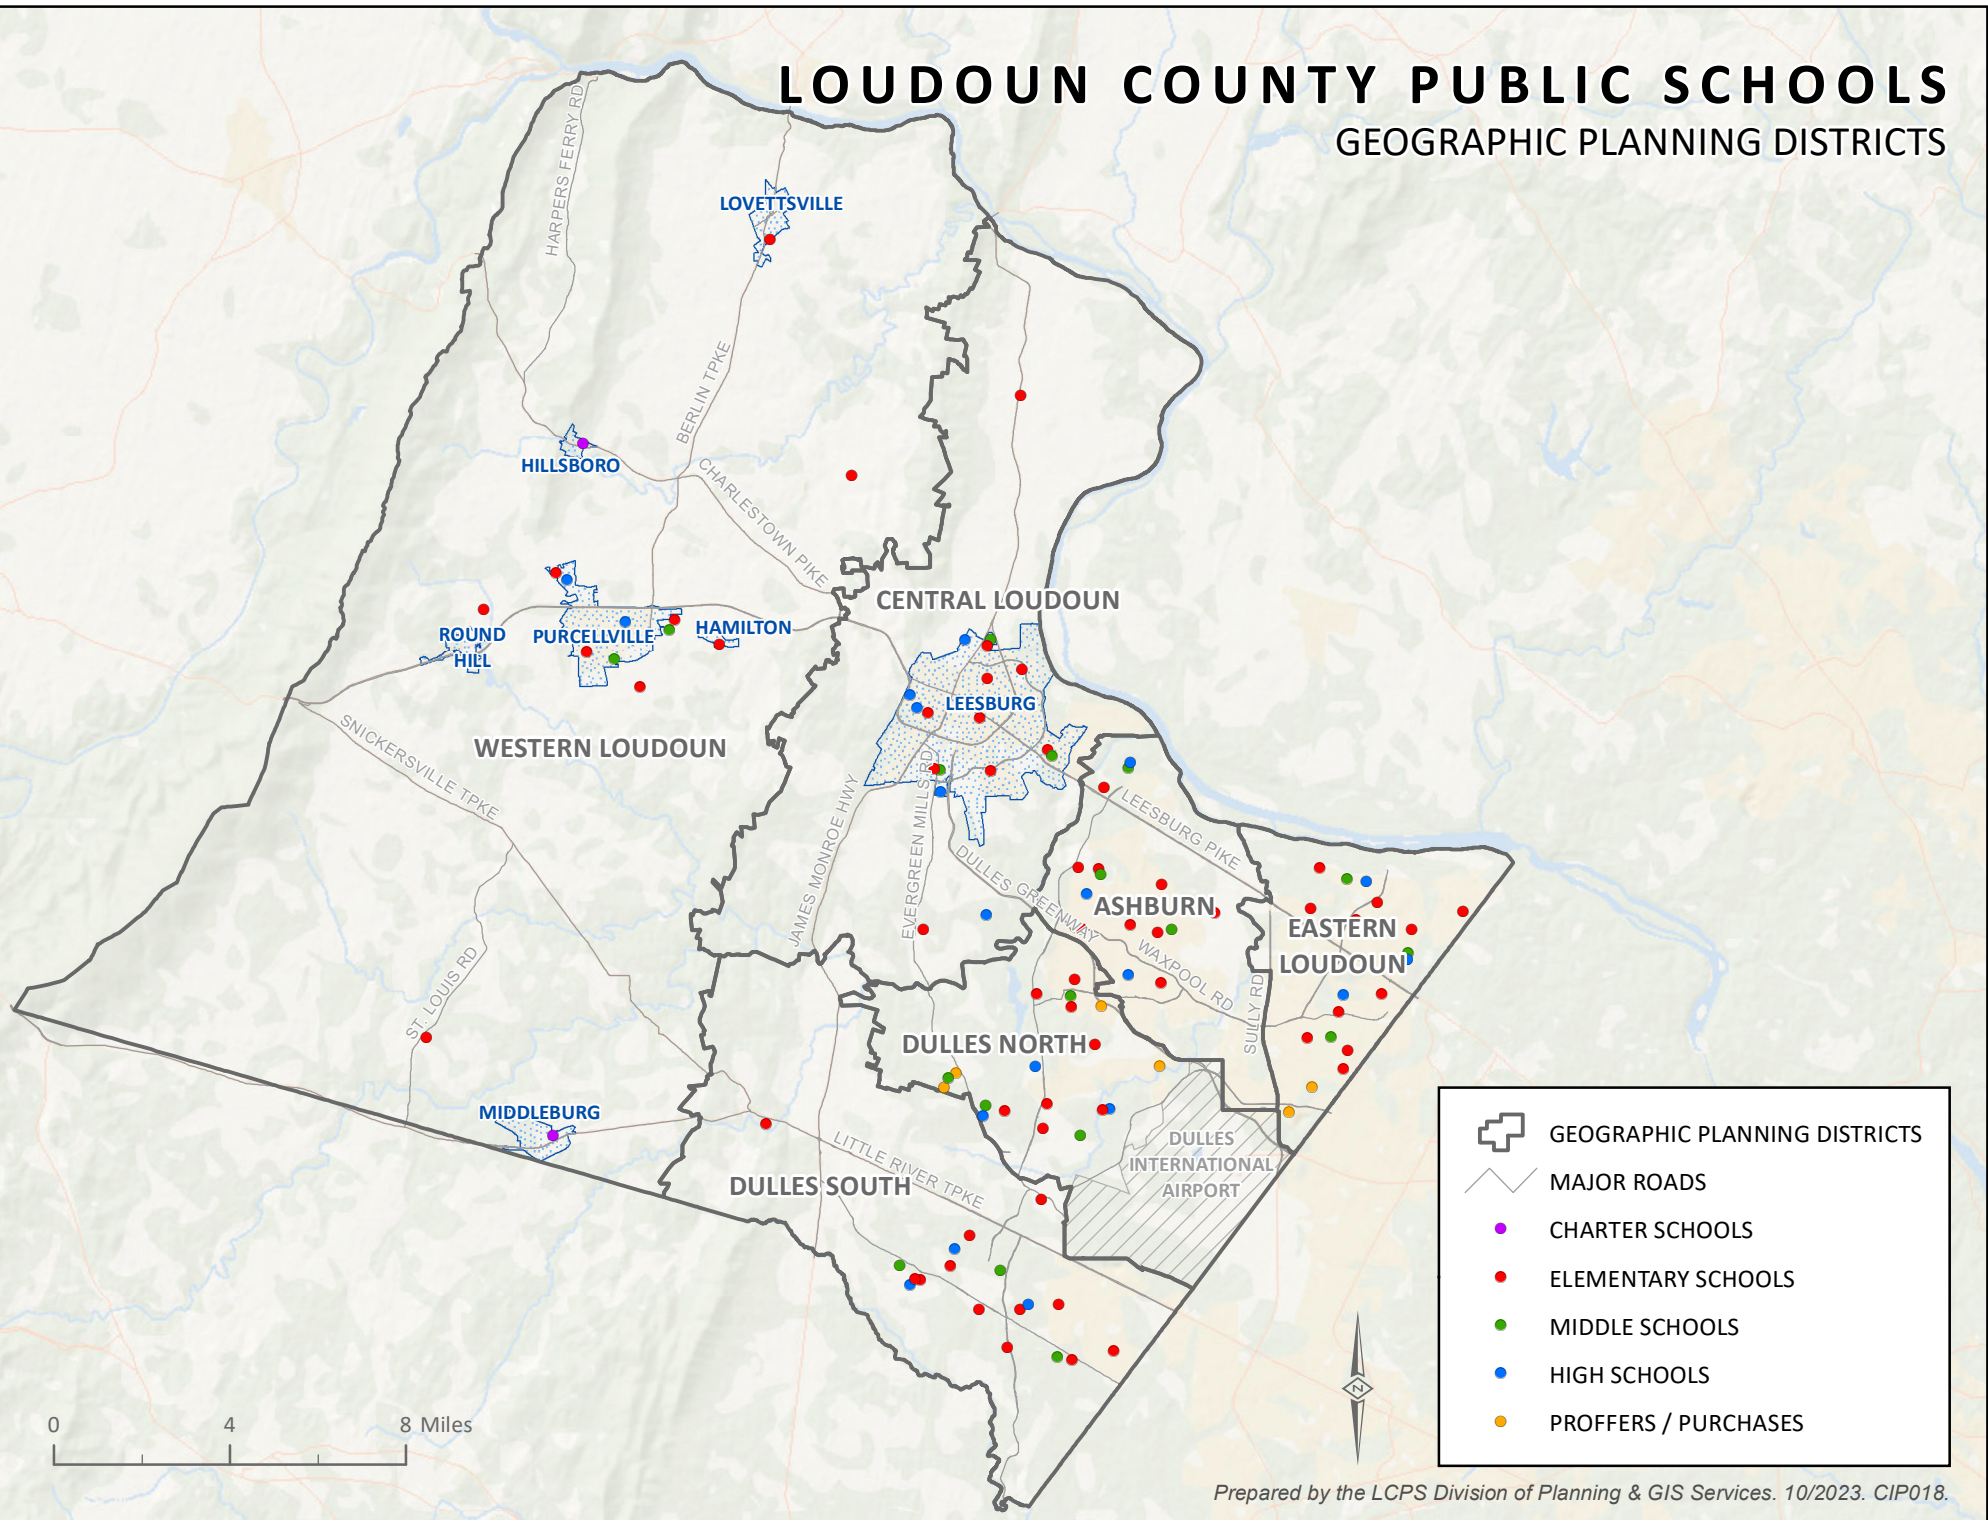 LOUDOUN COUNTY PUBLIC SCHOOLS
GEOGRAPHIC PLANNING DISTRICTS
HARPERS FERRY RD
LOVETTSVILLE
BERLIN TPKE
HILLSBORO
CHARLESTOWN PIKE
CENTRAL LOUDOUN
ROUND
HILL
PURCELLVILLE
HAMILTON
LEESBURG
SNICKERSVILLE TPKE
WESTERN LOUDOUN
JAMES MONROE HWY
EVERGREEN MILLS RD
LEESBURG PIKE
DULLES GREENWAY
ASHBURN
EASTERN
LOUDOUN
WAXPOOL RD
SULLY RD
ST. LOUIS RD
DULLES NORTH
MIDDLEBURG
LITTLE RIVER TPKE
DULLES SOUTH
DULLES
INTERNATIONAL
AIRPORT
GEOGRAPHIC PLANNING DISTRICTS
MAJOR ROADS
CHARTER SCHOOLS
ELEMENTARY SCHOOLS
MIDDLE SCHOOLS
HIGH SCHOOLS
PROFFERS / PURCHASES
N
0 4 8 Miles
Prepared by the LCPS Division of Planning & GIS Services. 10/2023. CIP018.